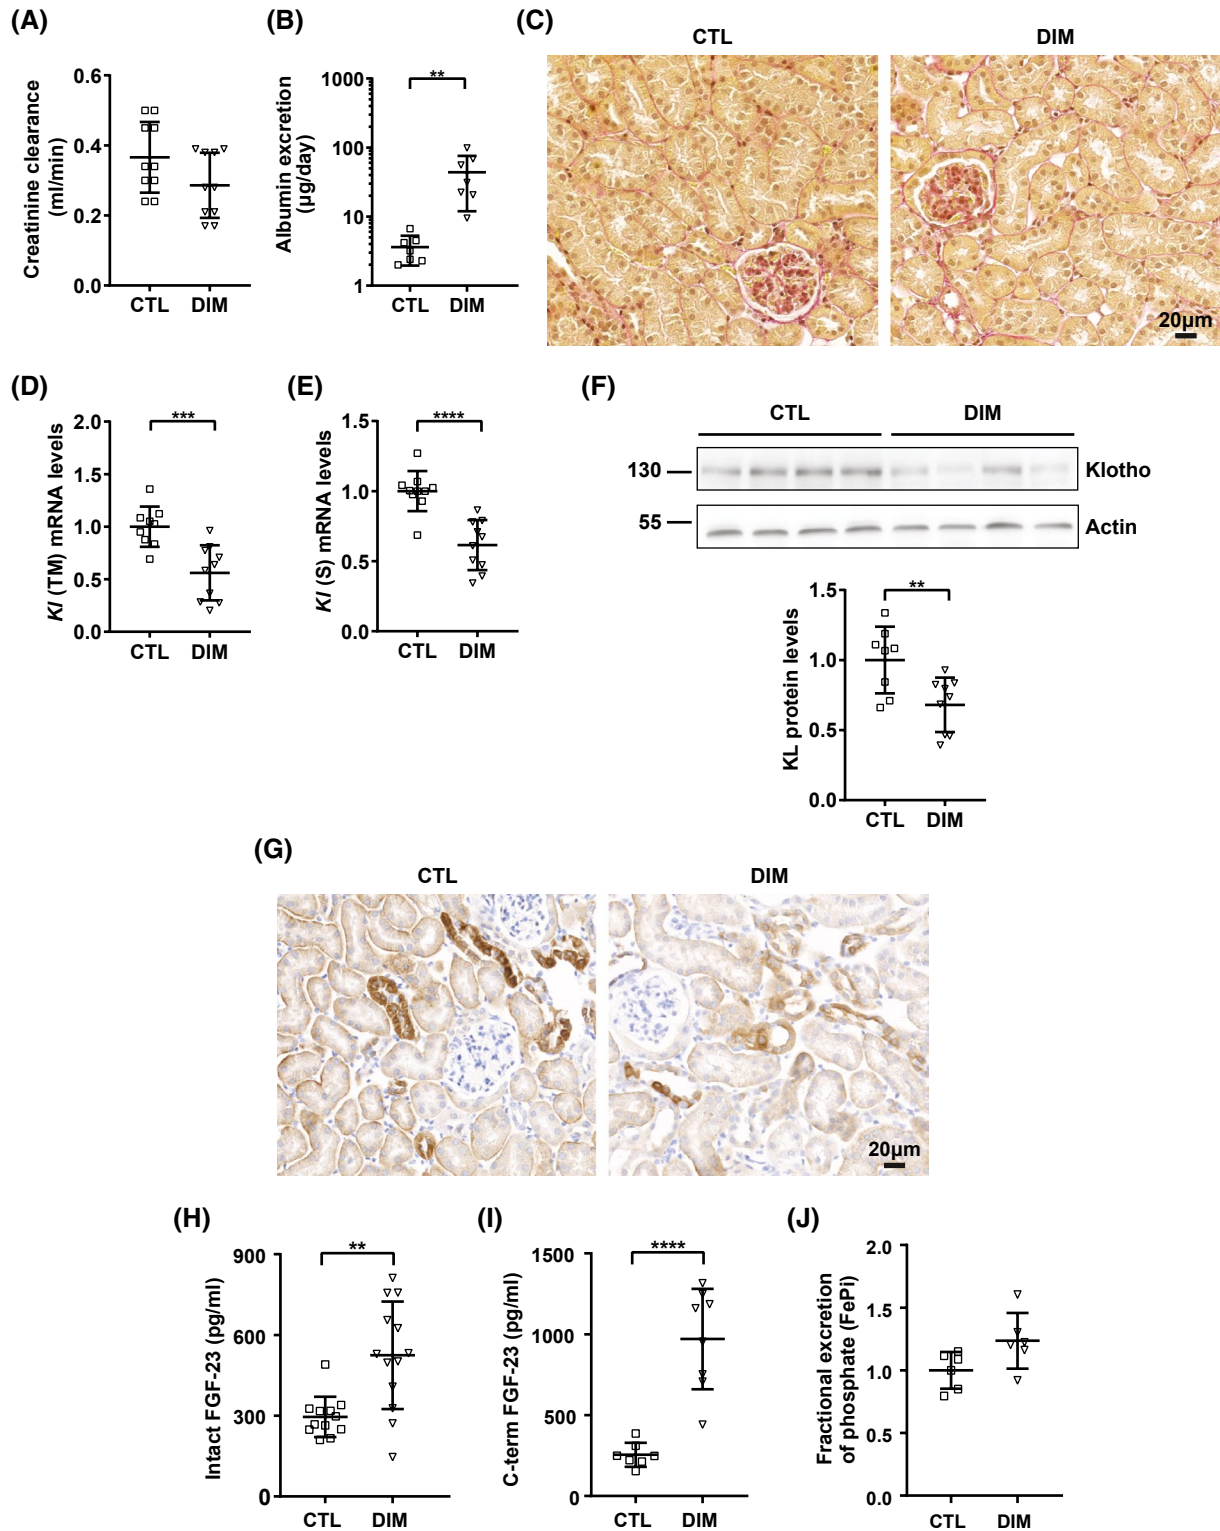 (A)
Creatinine clearance
(ml/min)
0.6
0.4
0.2
0.0
CTL
DIM
(B)
Albumin excretion
(µg/day)
1000
100
10
1
**
CTL
DIM
(C)
CTL
DIM
20µm
(D)
Kl (TM) mRNA levels
2.0
1.5
1.0
0.5
0.0
***
CTL
DIM
(E)
Kl (S) mRNA levels
1.5
1.0
0.5
0.0
****
CTL
DIM
(F)
CTL
DIM
130
Klotho
55
Actin
KL protein levels
1.5
1.0
0.5
0.0
**
CTL
DIM
(G)
CTL
DIM
20µm
(H)
Intact FGF-23 (pg/ml)
900
600
300
0
**
CTL
DIM
(I)
C-term FGF-23 (pg/ml)
1500
1000
500
0
****
CTL
DIM
(J)
Fractional excretion
of phosphate (FePi)
2.0
1.5
1.0
0.5
0.0
CTL
DIM